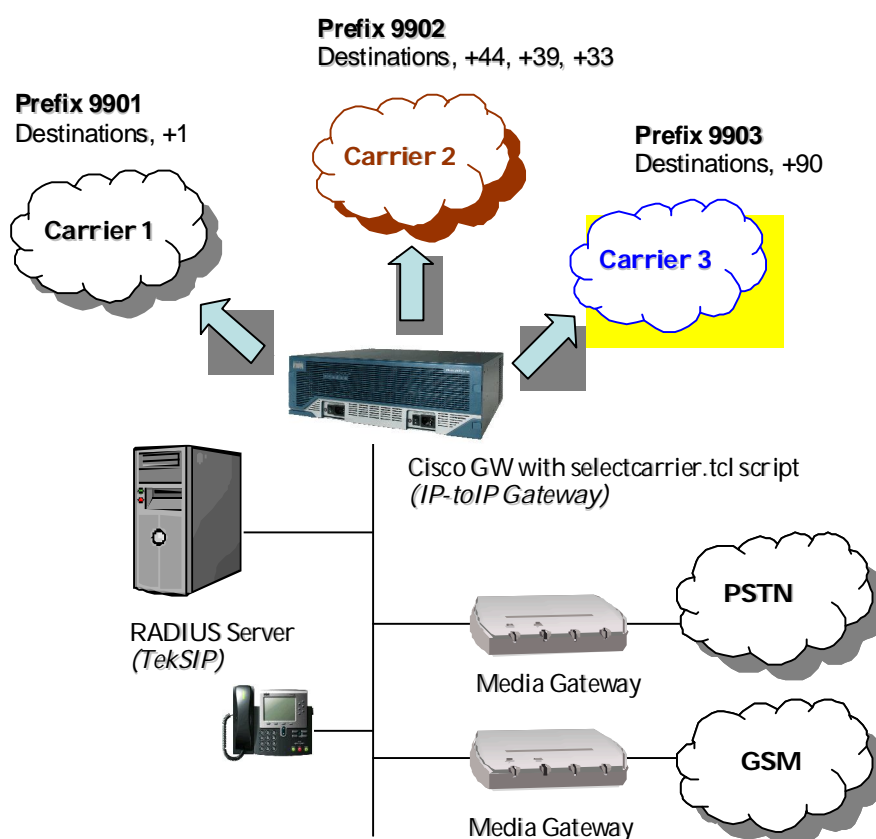 Prefix 9902
Destinations, +44, +39, +33
Prefix 9901
Destinations, +1
Prefix 9903
Destinations, +90
Carrier 2
Carrier 1
Carrier 3
Cisco GW with selectcarrier.tcl script
(IP-toIP Gateway)
PSTN
RADIUS Server
(TekSIP)
Media Gateway
GSM
Media Gateway